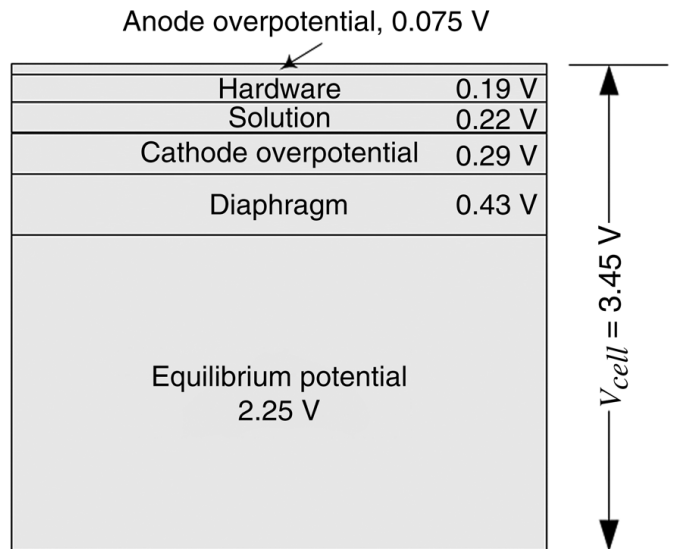 Anode overpotential, 0.075 V
Hardware 0.19 V
Solution 0.22 V
Cathode overpotential 0.29 V
Diaphragm 0.43 V
Equilibrium potential
2.25 V
V_cell = 3.45 V